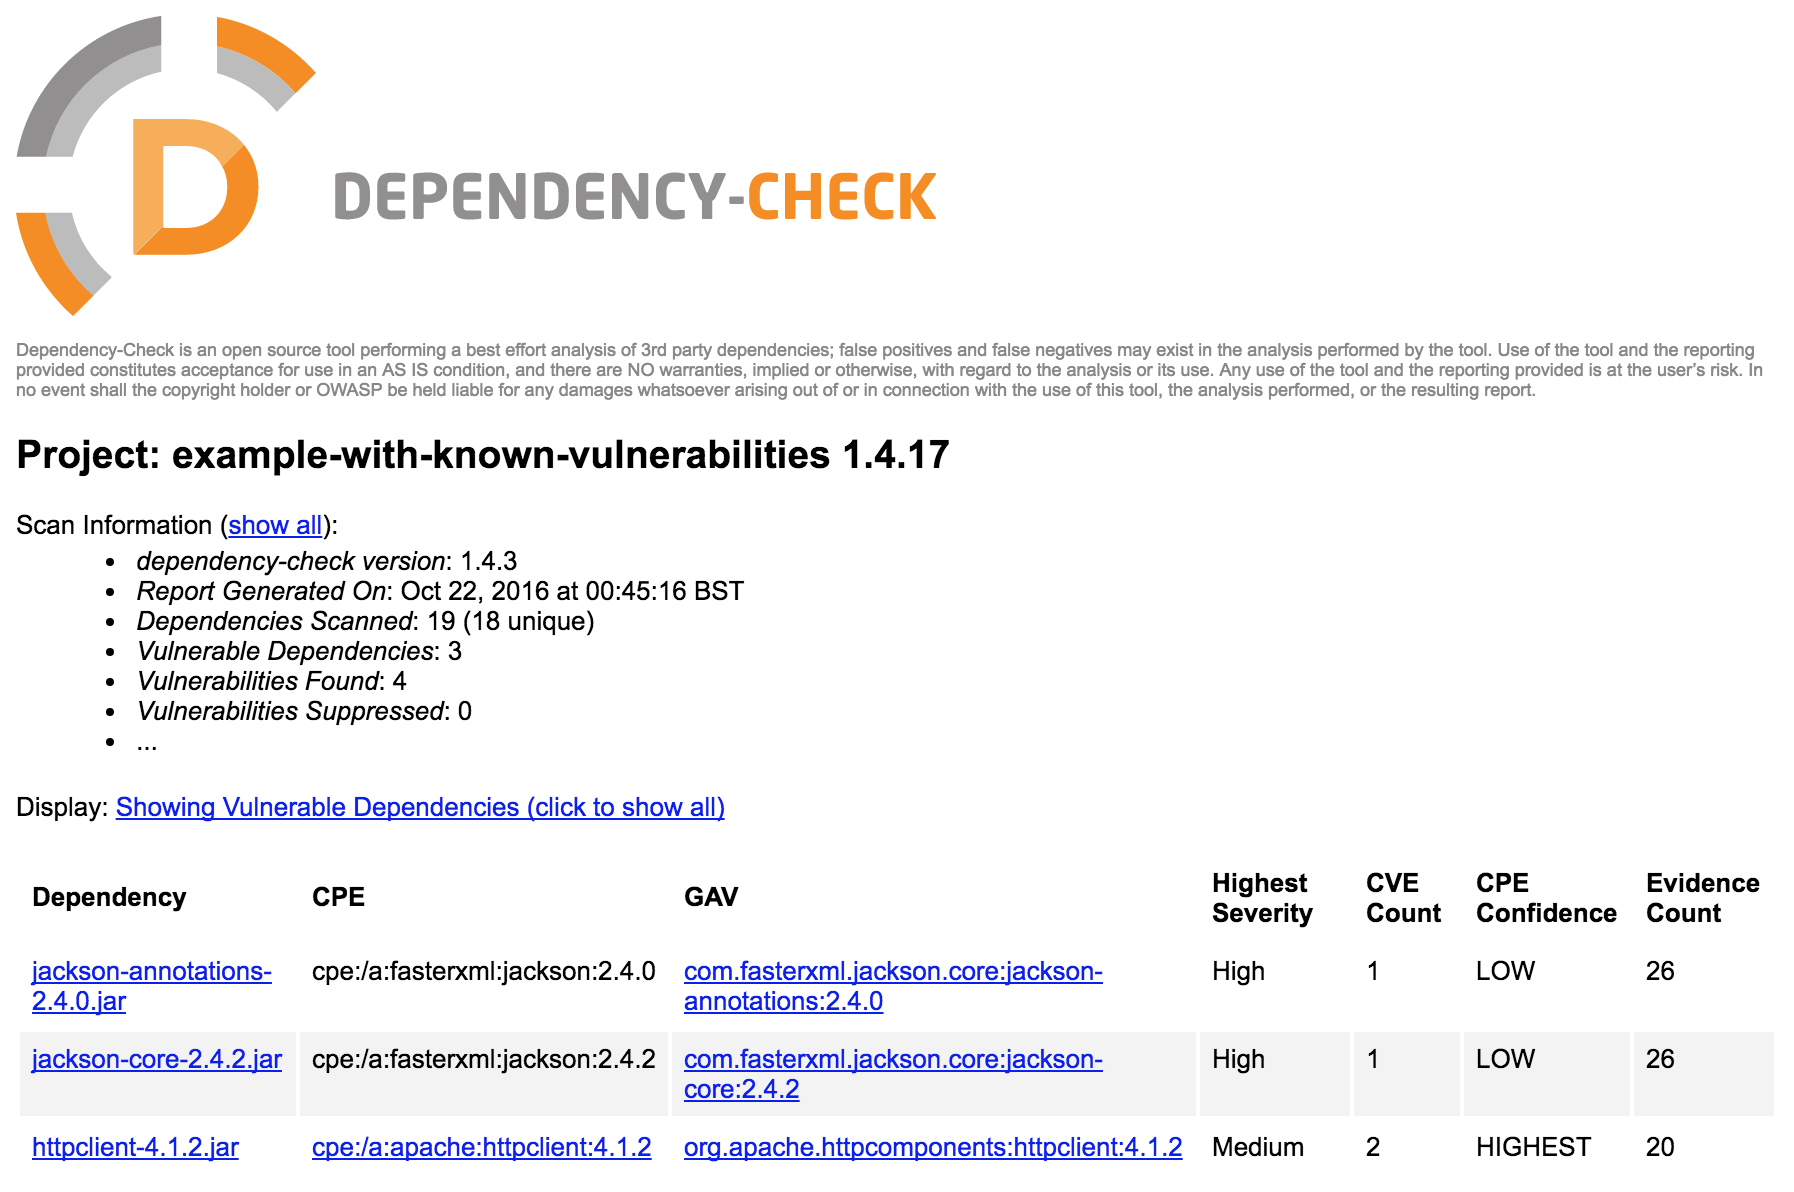 D
DEPENDENCY-CHECK
Dependency-Check is an open source tool performing a best effort analysis of 3rd party dependencies; false positives and false negatives may exist in the analysis performed by the tool. Use of the tool and the reporting
provided constitutes acceptance for use in an AS IS condition, and there are NO warranties, implied or otherwise, with regard to the analysis or its use. Any use of the tool and the reporting provided is at the user’s risk. In
no event shall the copyright holder or OWASP be held liable for any damages whatsoever arising out of or in connection with the use of this tool, the analysis performed, or the resulting report.
Project: example-with-known-vulnerabilities 1.4.17
Scan Information (show all):
• dependency-check version: 1.4.3
• Report Generated On: Oct 22, 2016 at 00:45:16 BST
• Dependencies Scanned: 19 (18 unique)
• Vulnerable Dependencies: 3
• Vulnerabilities Found: 4
• Vulnerabilities Suppressed: 0
• ...
Display: Showing Vulnerable Dependencies (click to show all)
Dependency CPE GAV Highest Severity CVE Count CPE Confidence Evidence Count
jackson-annotations-2.4.0.jar cpe:/a:fasterxml:jackson:2.4.0 com.fasterxml.jackson.core:jackson-annotations:2.4.0 High 1 LOW 26
jackson-core-2.4.2.jar cpe:/a:fasterxml:jackson:2.4.2 com.fasterxml.jackson.core:jackson-core:2.4.2 High 1 LOW 26
httpclient-4.1.2.jar cpe:/a:apache:httpclient:4.1.2 org.apache.httpcomponents:httpclient:4.1.2 Medium 2 HIGHEST 20